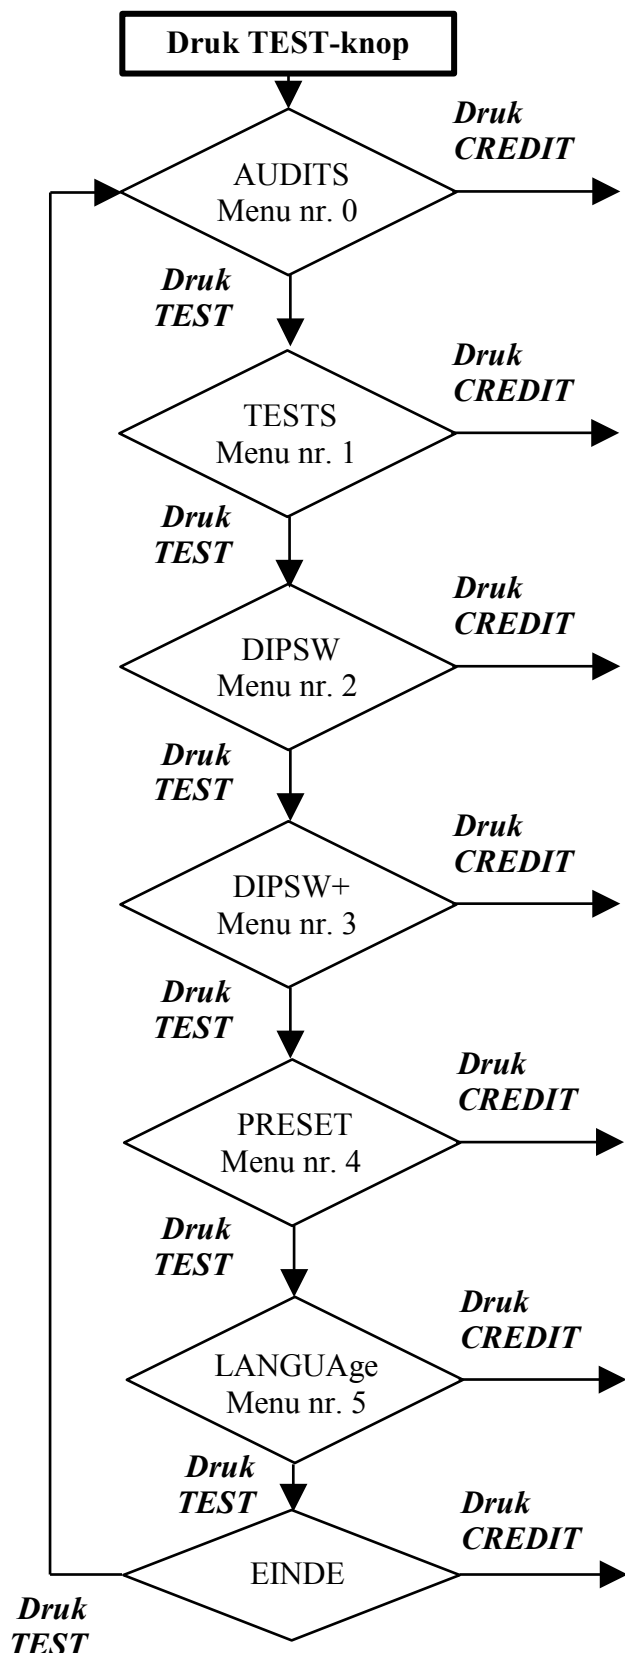 Druk TEST-knop
Druk
CREDIT
AUDITS
Menu nr. 0
Druk
TEST
Druk
CREDIT
TESTS
Menu nr. 1
Druk
TEST
Druk
CREDIT
DIPSW
Menu nr. 2
Druk
TEST
Druk
CREDIT
DIPSW+
Menu nr. 3
Druk
TEST
Druk
CREDIT
PRESET
Menu nr. 4
Druk
TEST
Druk
CREDIT
LANGUAge
Menu nr. 5
Druk
TEST
Druk
CREDIT
EINDE
Druk
TEST